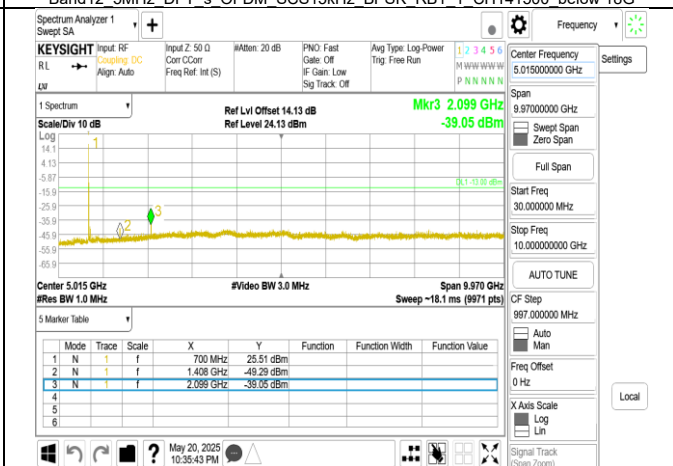 Band12_5MHz_DFT-s-OFDM_SCS15kHz_BPSK_RB1_1_CH141500_below 18G
Spectrum Analyzer 1
Swept SA
Frequency
KEYSIGHT
RL
LXI
Input: RF
Coupling: DC
Align: Auto
Input Z: 50 Ω
Corr CCorr
Freq Ref: Int (S)
#Atten: 20 dB
PNO: Fast
Gate: Off
IF Gain: Low
Sig Track: Off
Avg Type: Log-Power
Trig: Free Run
1 2 3 4 5 6
M W W W W W
P N N N N N
Center Frequency
5.015000000 GHz
Settings
Span
9.97000000 GHz
Swept Span
Zero Span
Full Span
Start Freq
30.000000 MHz
Stop Freq
10.000000000 GHz
AUTO TUNE
CF Step
997.000000 MHz
Auto
Man
Freq Offset
0 Hz
X Axis Scale
Log
Lin
Local
Signal Track
(Span Zoom)
1 Spectrum
Scale/Div 10 dB
Ref Lvl Offset 14.13 dB
Ref Level 24.13 dBm
Mkr3 2.099 GHz
-39.05 dBm
Log
14.1
4.13
-5.87
-15.9
-25.9
-35.9
-45.9
-55.9
-65.9
1
2
3
DL1 -13.00 dBm
Center 5.015 GHz
#Res BW 1.0 MHz
#Video BW 3.0 MHz
Span 9.970 GHz
Sweep ~18.1 ms (9971 pts)
5 Marker Table
Mode Trace Scale X Y Function Function Width Function Value
1 N 1 f 700 MHz 25.51 dBm
2 N 1 f 1.408 GHz -49.29 dBm
3 N 1 f 2.099 GHz -39.05 dBm
4
5
6
?
May 20, 2025
10:35:43 PM